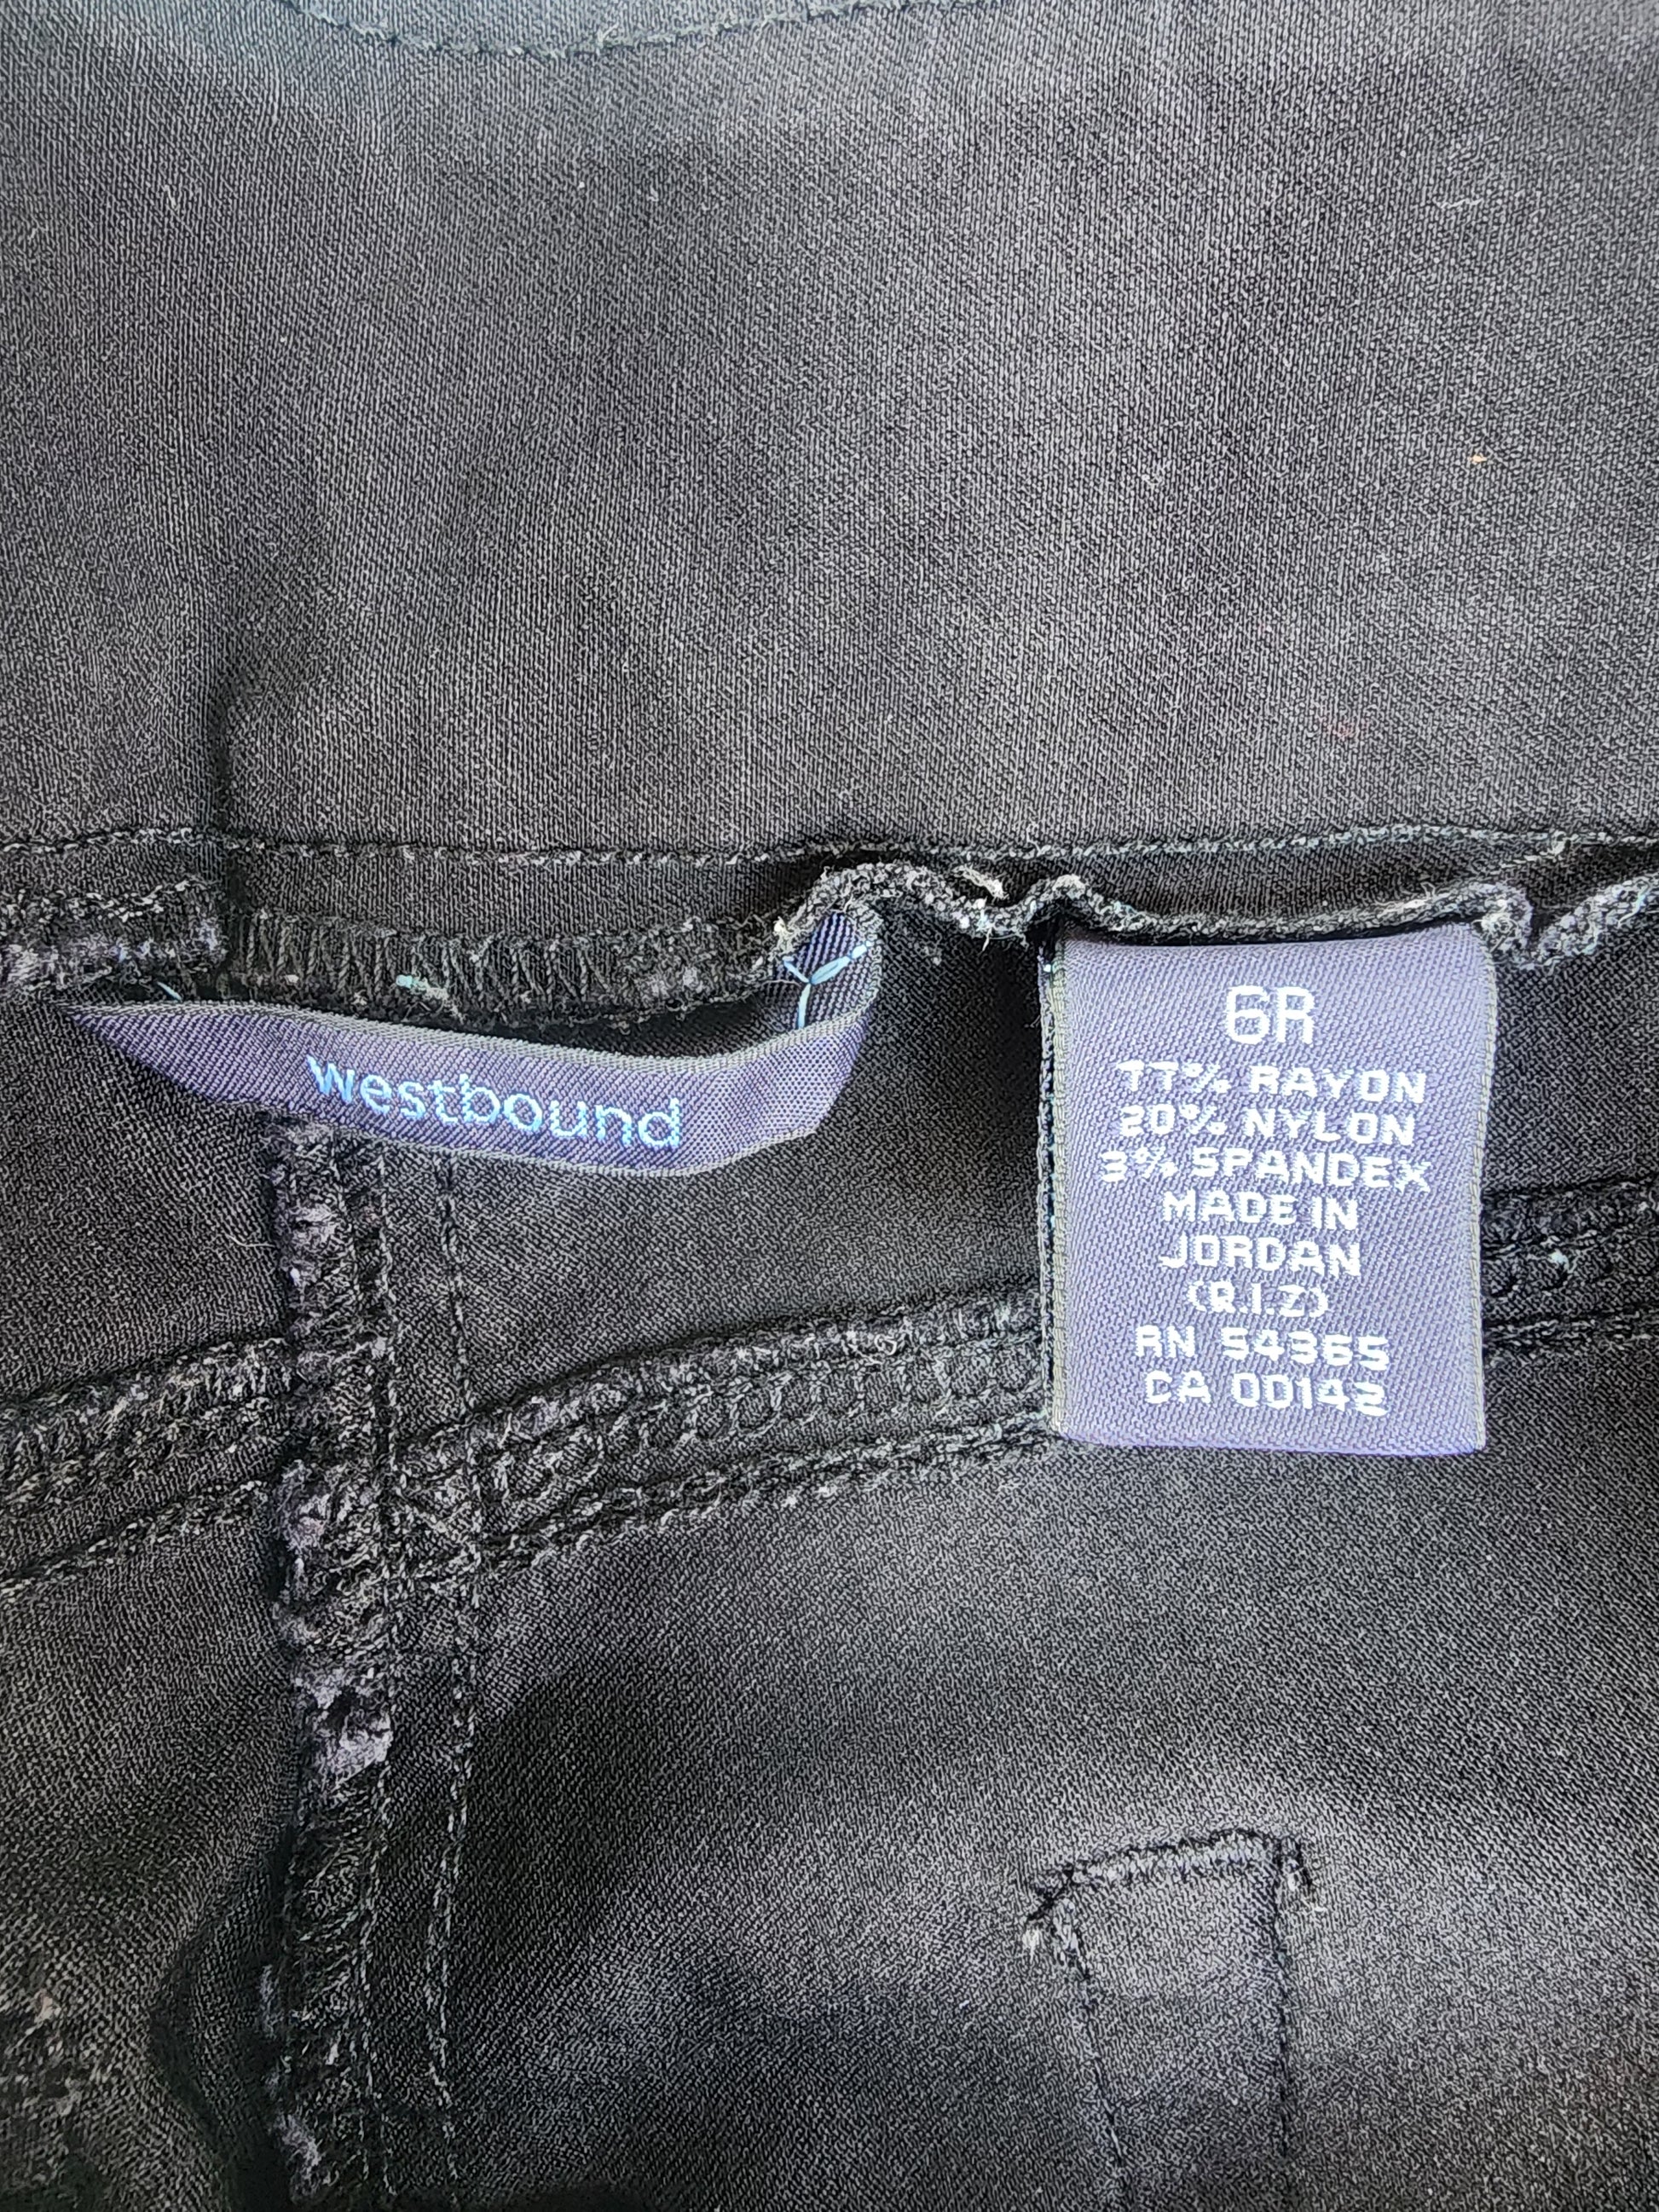 westbound
6R
77% RAYON
20% NYLON
3% SPANDEX
MADE IN
JORDAN
(Q.I.Z)
RN 54365
CA 00142